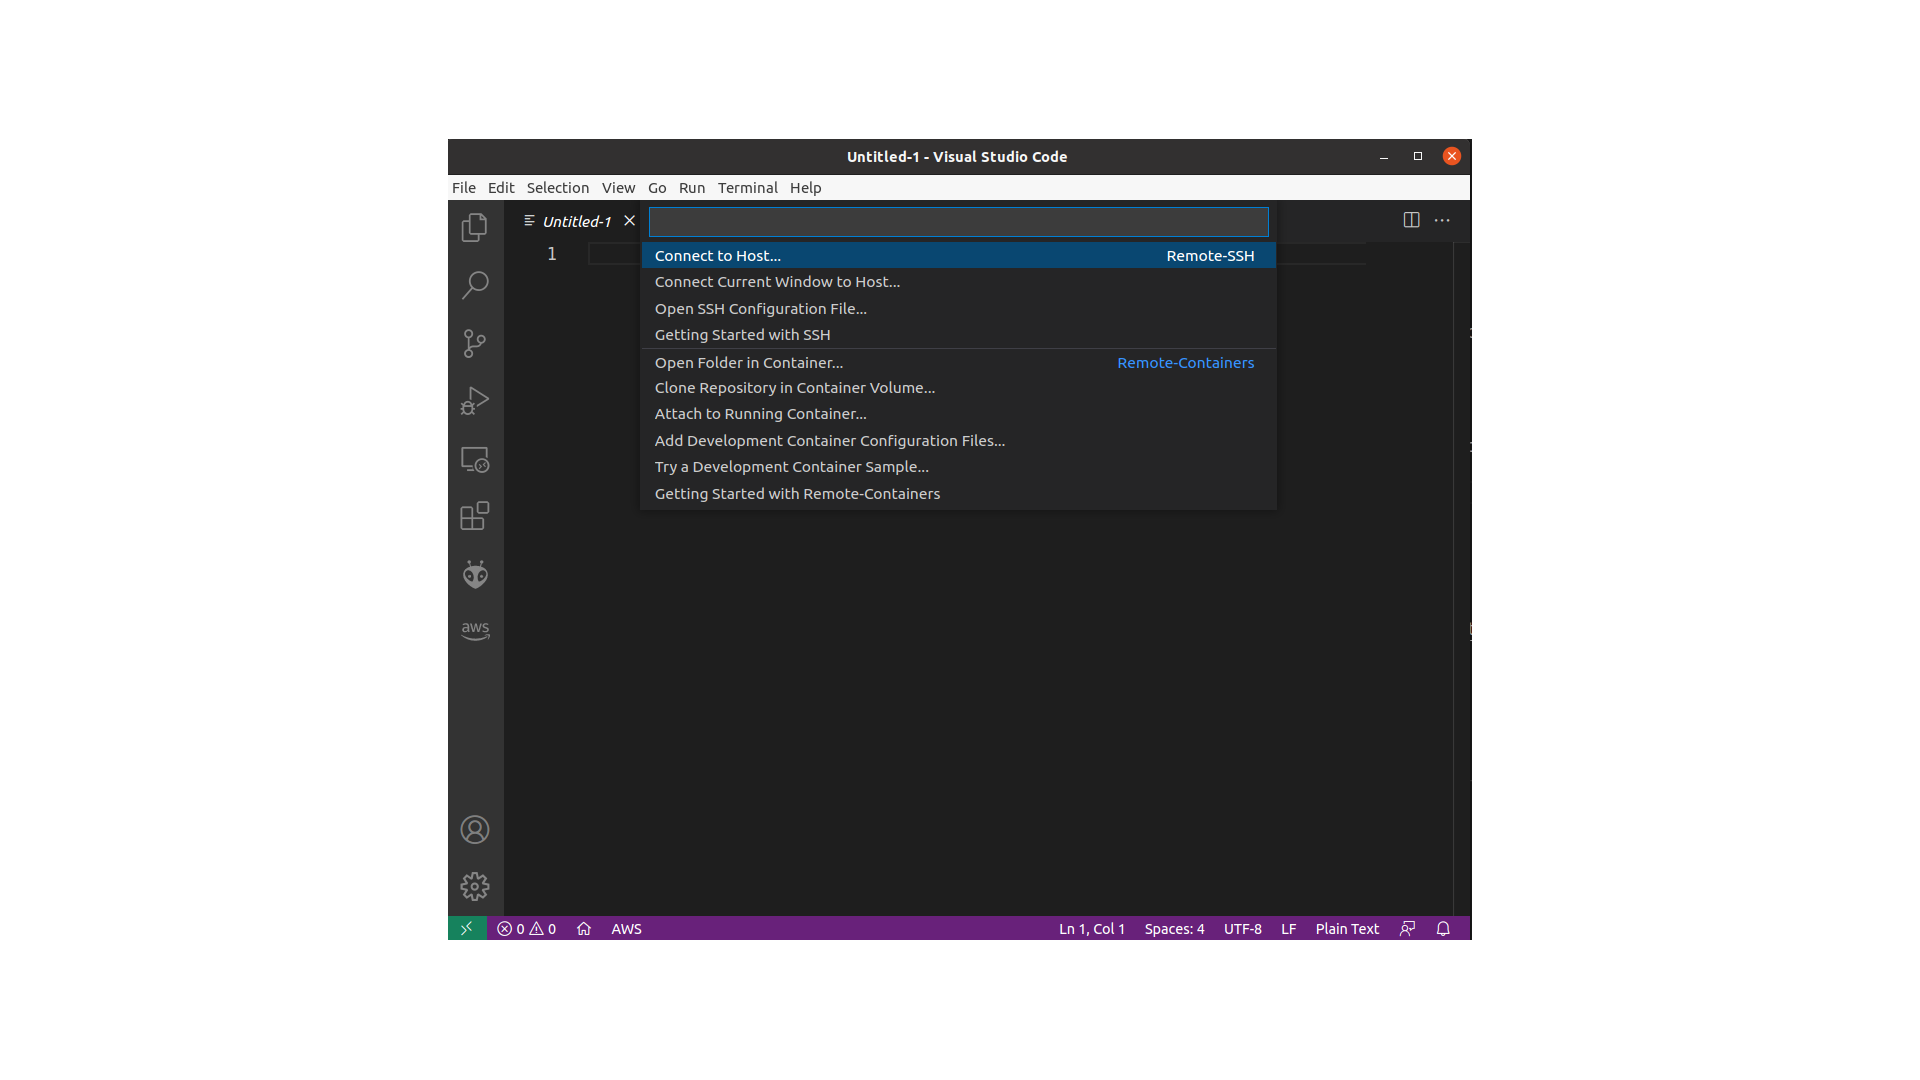 Untitled-1 - Visual Studio Code
File Edit Selection View Go Run Terminal Help
Untitled-1
1
Connect to Host... Remote-SSH
Connect Current Window to Host...
Open SSH Configuration File...
Getting Started with SSH
Open Folder in Container... Remote-Containers
Clone Repository in Container Volume...
Attach to Running Container...
Add Development Container Configuration Files...
Try a Development Container Sample...
Getting Started with Remote-Containers
aws
0 0 AWS Ln 1, Col 1 Spaces: 4 UTF-8 LF Plain Text